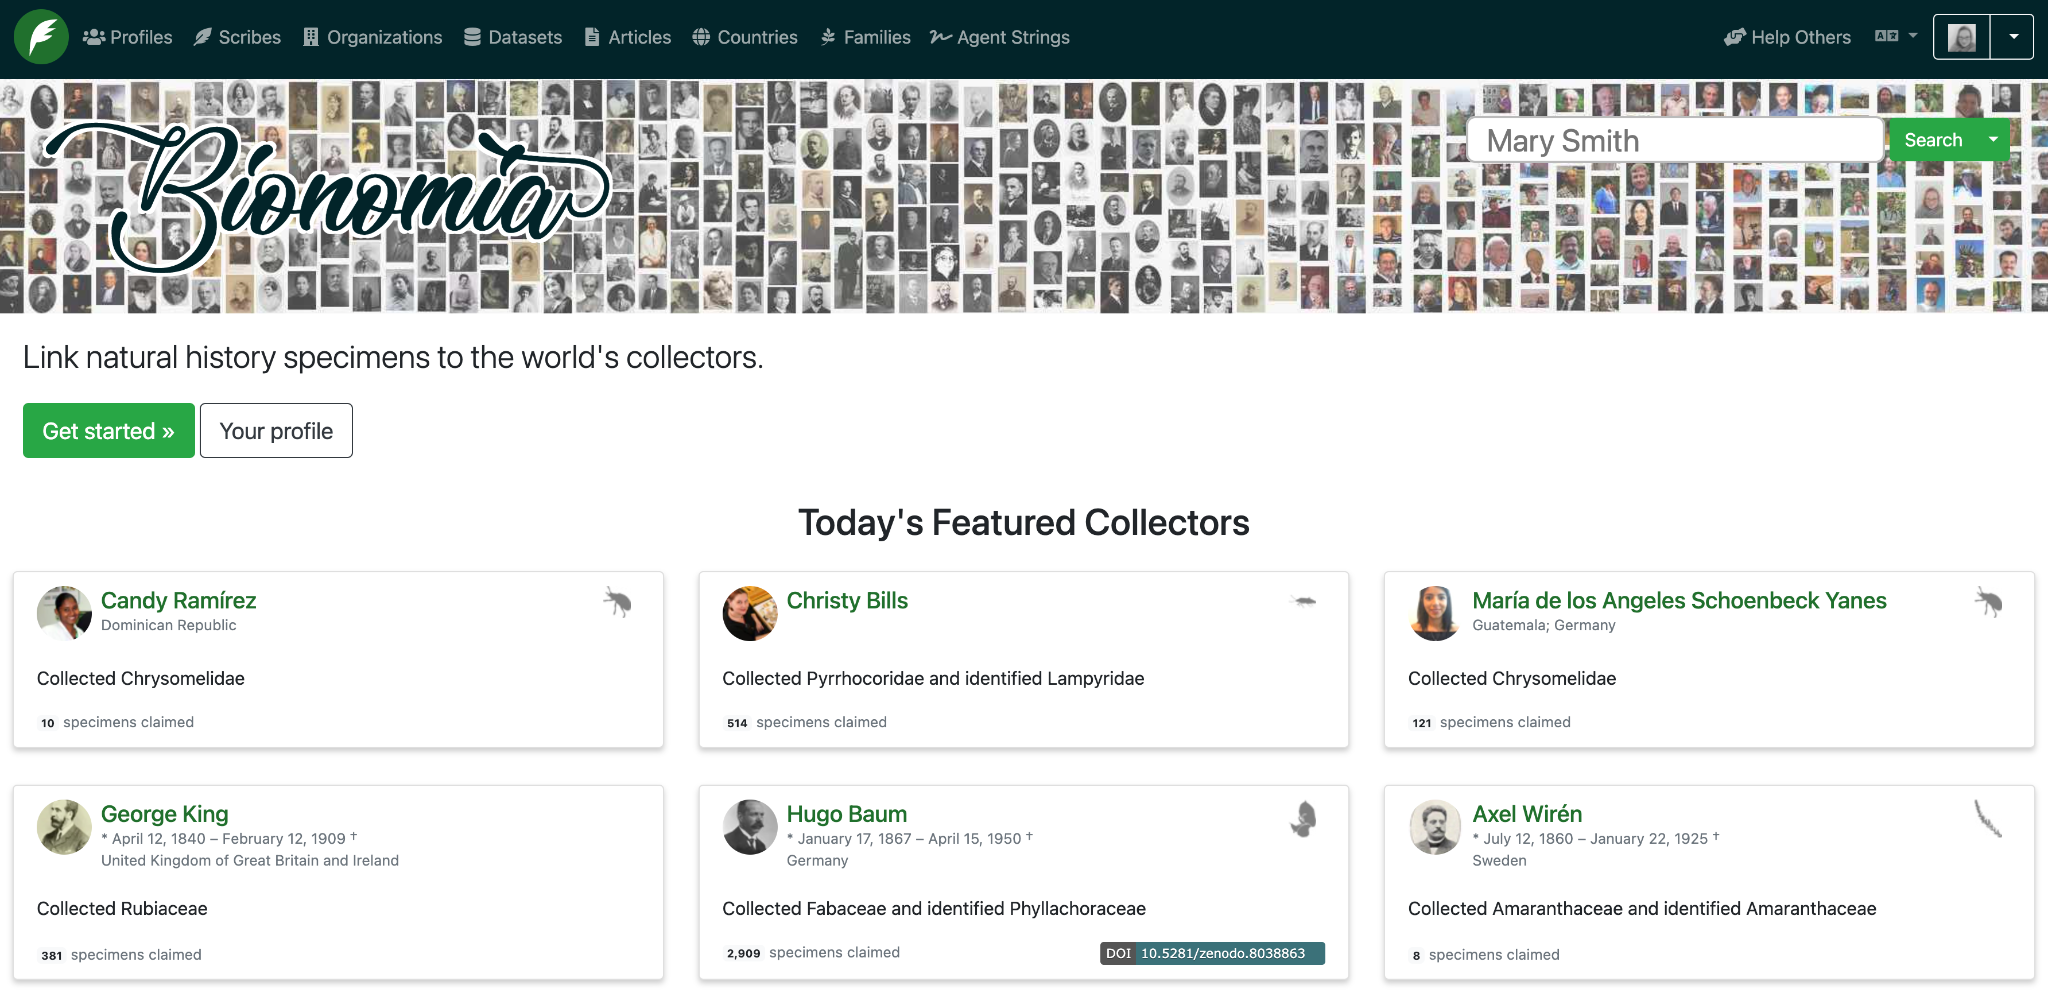 Profiles Scribes Organizations Datasets Articles Countries Families Agent Strings Help Others
Bionomia
Mary Smith Search
Link natural history specimens to the world's collectors.
Get started » Your profile
Today's Featured Collectors
Candy Ramírez
Dominican Republic
Collected Chrysomelidae
10 specimens claimed
Christy Bills
Collected Pyrrhocoridae and identified Lampyridae
514 specimens claimed
María de los Angeles Schoenbeck Yanes
Guatemala; Germany
Collected Chrysomelidae
121 specimens claimed
George King
* April 12, 1840 – February 12, 1909 †
United Kingdom of Great Britain and Ireland
Collected Rubiaceae
381 specimens claimed
Hugo Baum
* January 17, 1867 – April 15, 1950 †
Germany
Collected Fabaceae and identified Phyllachoraceae
2,909 specimens claimed
DOI 10.5281/zenodo.8038863
Axel Wirén
* July 12, 1860 – January 22, 1925 †
Sweden
Collected Amaranthaceae and identified Amaranthaceae
8 specimens claimed